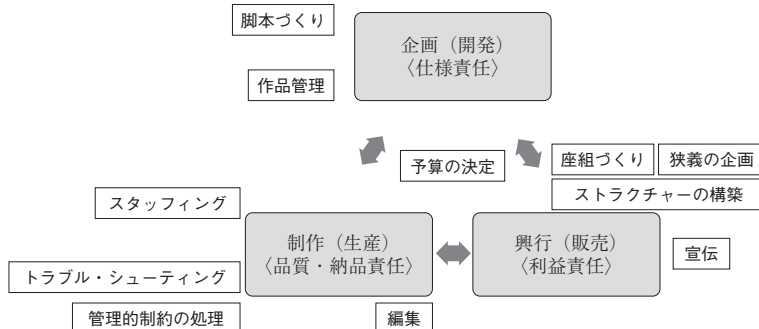 脚本づくり
企画（開発）
〈仕様責任〉
作品管理
予算の決定
座組づくり
狭義の企画
ストラクチャーの構築
スタッフィング
制作（生産）
〈品質・納品責任〉
興行（販売）
〈利益責任〉
宣伝
トラブル・シューティング
管理的制約の処理
編集